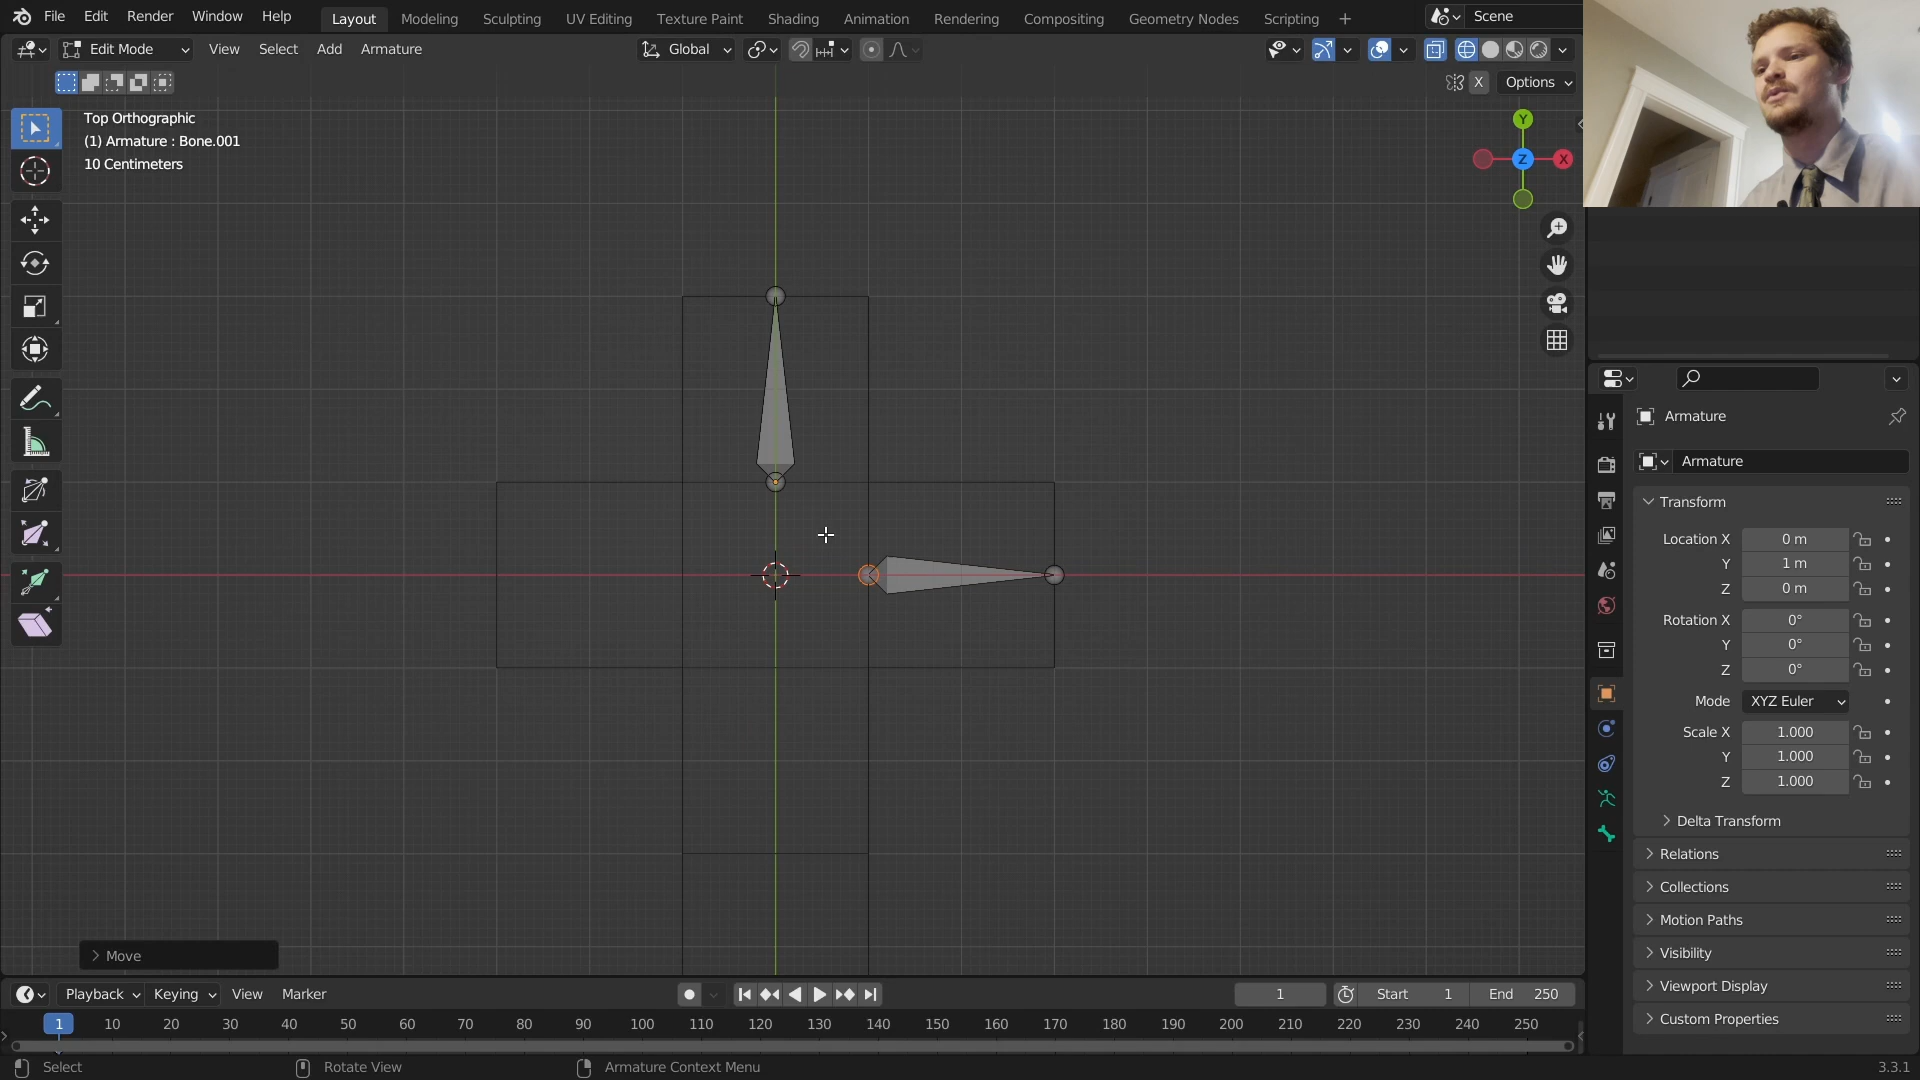 File Edit Render Window Help Layout Modeling Sculpting UV Editing Texture Paint Shading Animation Rendering Compositing Geometry Nodes Scripting + Scene
Edit Mode View Select Add Armature Global
X Options
Top Orthographic
(1) Armature : Bone.001
10 Centimeters
Y
Z X
Armature
Armature
Transform
Location X 0 m
Y 1 m
Z 0 m
Rotation X 0°
Y 0°
Z 0°
Mode XYZ Euler
Scale X 1.000
Y 1.000
Z 1.000
Delta Transform
Relations
Collections
Motion Paths
Visibility
Viewport Display
Custom Properties
Move
Playback Keying View Marker 1 Start 1 End 250
1 10 20 30 40 50 60 70 80 90 100 110 120 130 140 150 160 170 180 190 200 210 220 230 240 250
Select Rotate View Armature Context Menu 3.3.1